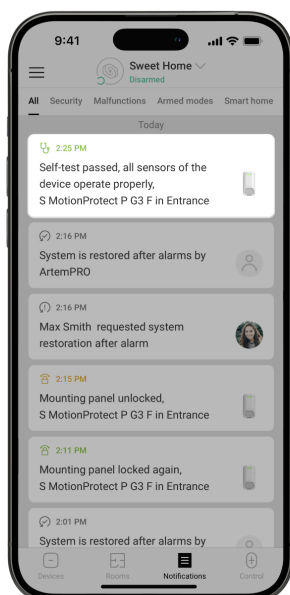 9:41
Sweet Home
Disarmed
All Security Malfunctions Armed modes Smart home
Today
2:25 PM
Self-test passed, all sensors of the
device operate properly,
S MotionProtect P G3 F in Entrance
2:16 PM
System is restored after alarms by
ArtemPRO
2:16 PM
Max Smith requested system
restoration after alarm
2:15 PM
Mounting panel unlocked,
S MotionProtect P G3 F in Entrance
2:11 PM
Mounting panel locked again,
S MotionProtect P G3 F in Entrance
2:01 PM
System is restored after alarms by
Devices Rooms Notifications Control